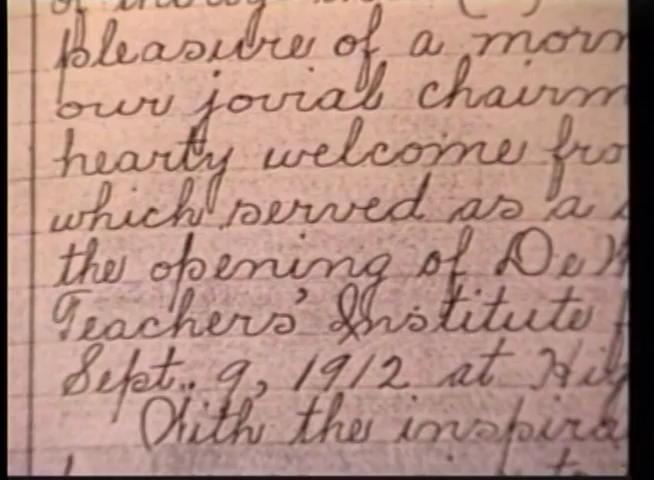 pleasure of a morn
our jovial chairm
hearty welcome fro
which served as a
the opening of De
Teachers' Institute
Sept. 9, 1912 at Hil
With the inspira